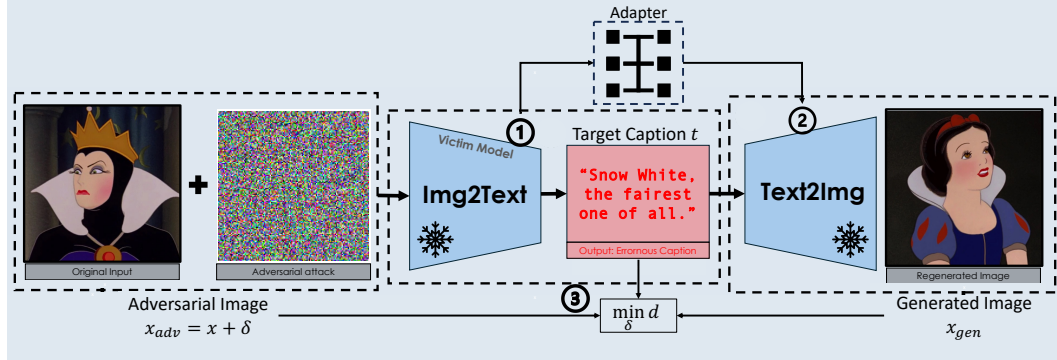 Adapter
①
Victim Model
Img2Text
Target Caption t
“Snow White,
the fairest
one of all.”
Output: Errornous Caption
②
Text2Img
Original Input
Adversarial attack
Regenerated Image
Adversarial Image
x_adv = x + δ
③
min d
δ
Generated Image
x_gen